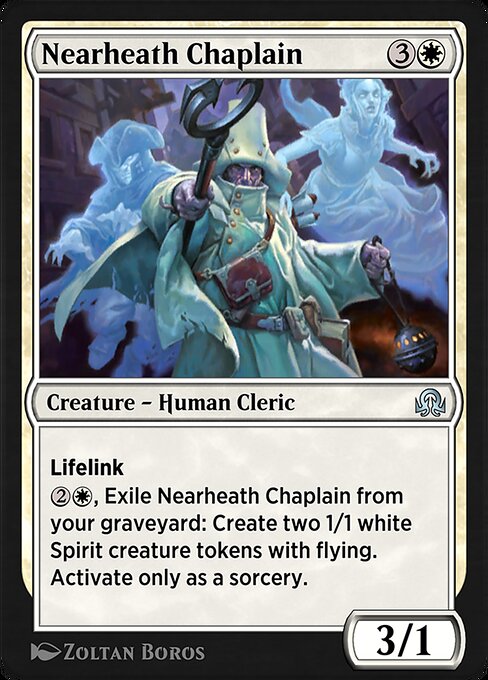 Nearheath Chaplain 3
Creature – Human Cleric
Lifelink
2, Exile Nearheath Chaplain from
your graveyard: Create two 1/1 white
Spirit creature tokens with flying.
Activate only as a sorcery.
3/1
Zoltan Boros